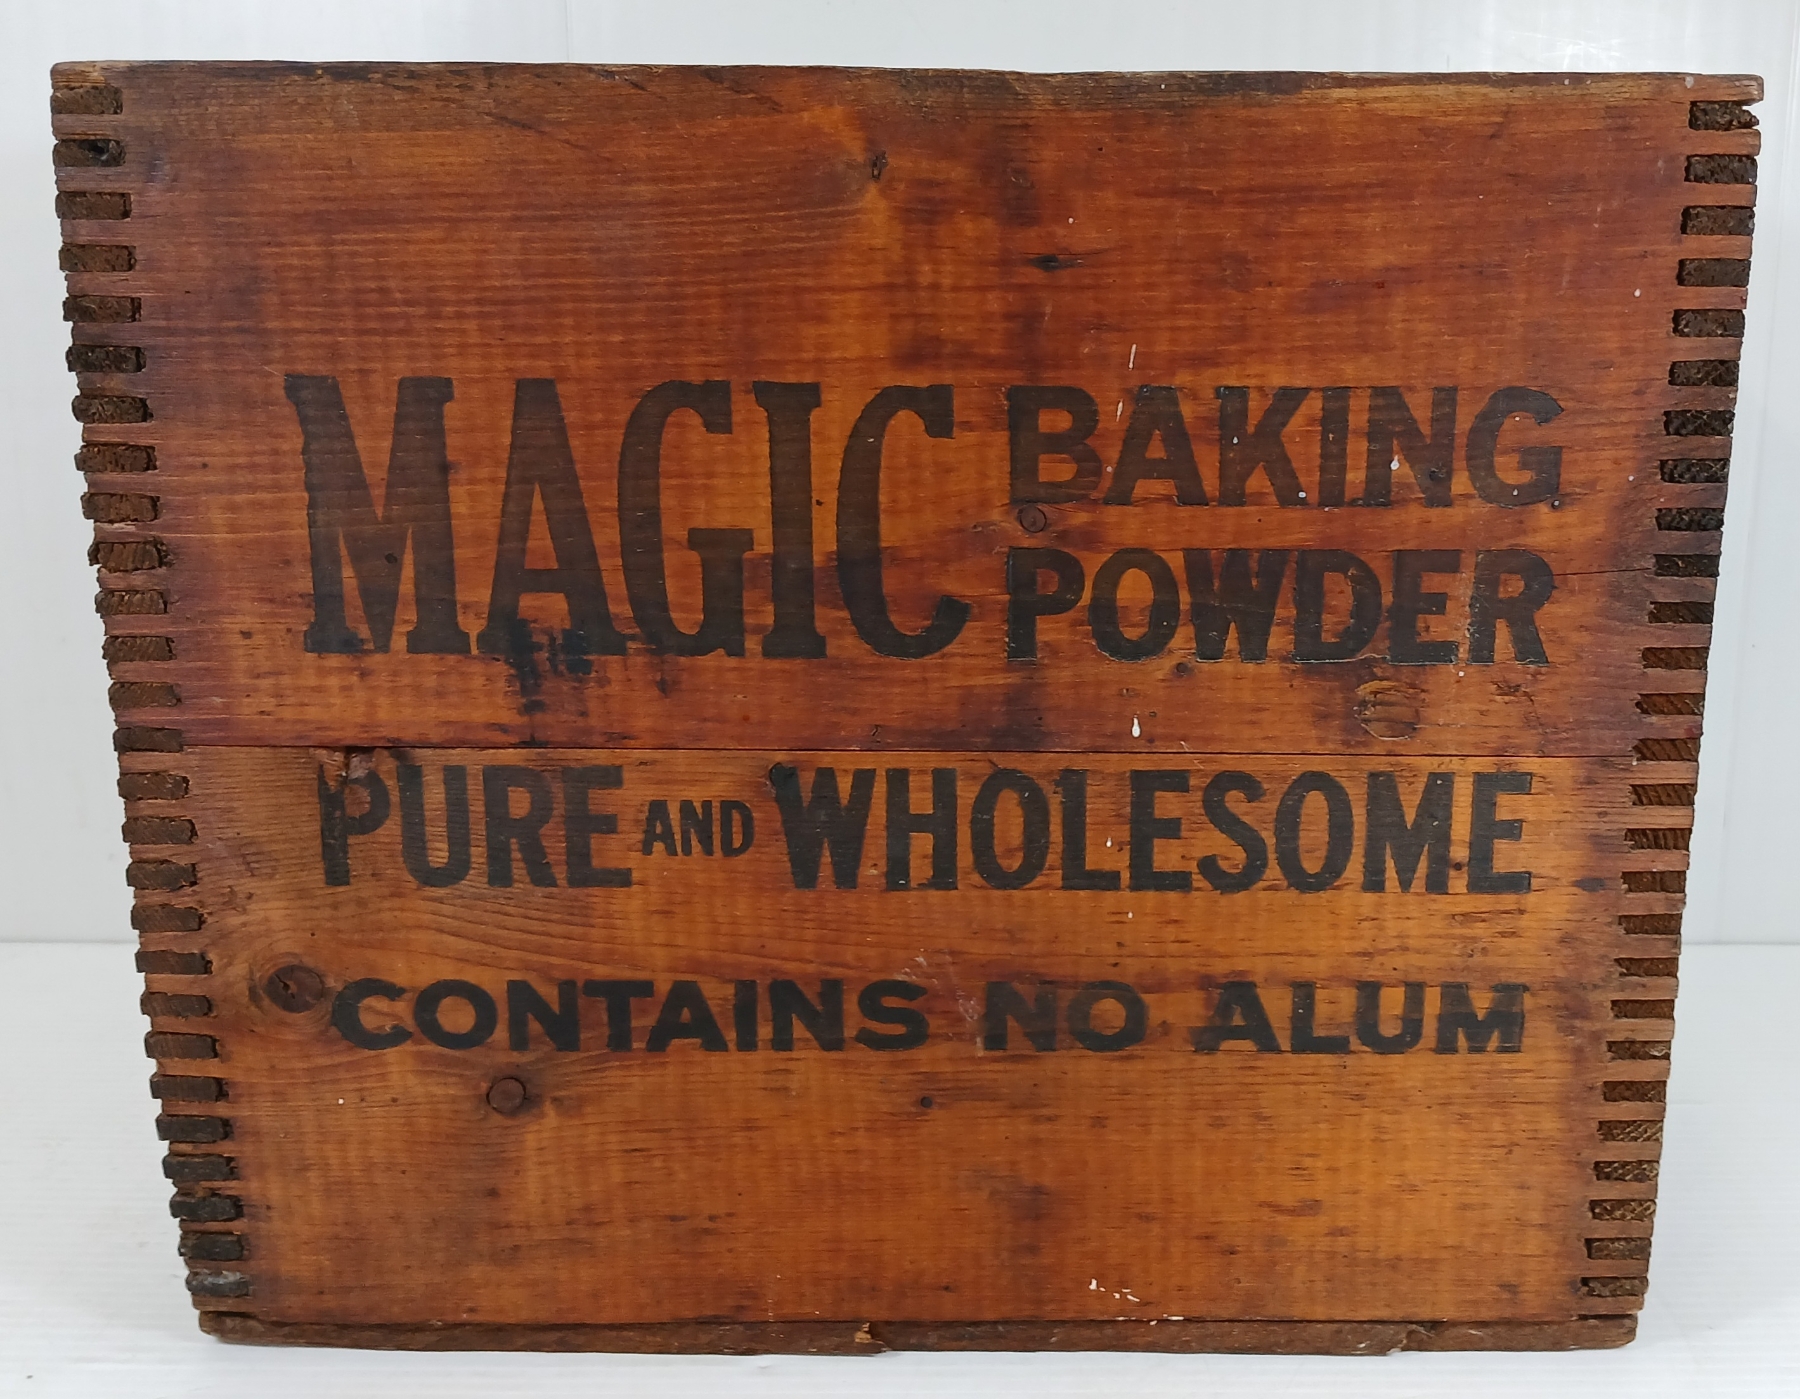 MAGIC BAKING POWDER
PURE AND WHOLESOME
CONTAINS NO ALUM